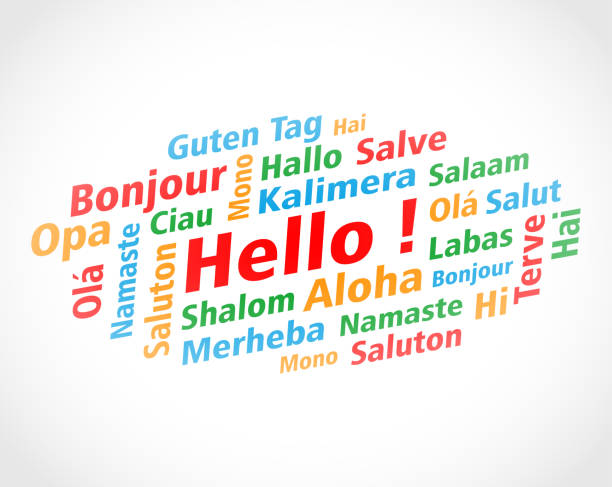 Guten Tag
Hai
Bonjour
Mono
Hallo
Salve
Opa
Ciau
Kalimera
Salaam
Olá
Namaste
Saluton
Hello !
Olá
Salut
Labas
Terve
Hai
Shalom
Aloha
Bonjour
Merheba
Namaste
Hi
Mono
Saluton